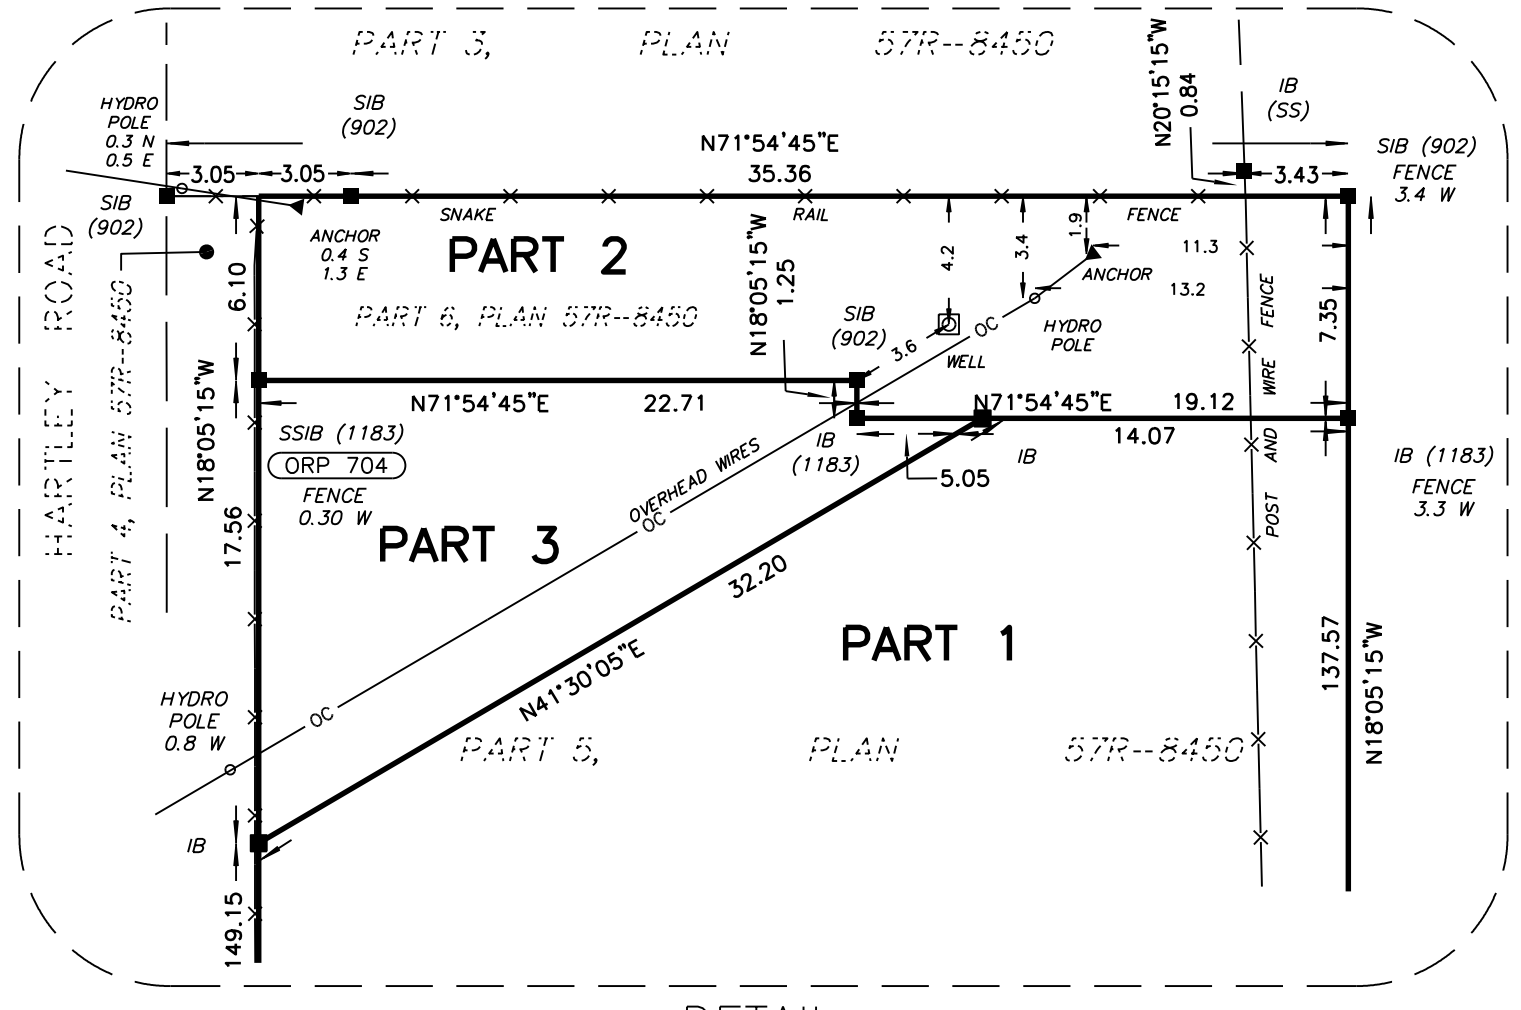 PART 3, PLAN 57R--8450
HYDRO
POLE
0.3 N
0.5 E
SIB
(902)
N71°54'45"E
35.36
N20°15'15"W
0.84
IB
(SS)
SIB (902)
FENCE
3.4 W
3.05
3.05
3.43
SIB
(902)
SNAKE RAIL FENCE
ANCHOR
0.4 S
1.3 E
PART 2
PART 6, PLAN 57R--8450
HARTLEY ROAD
PART 4, PLAN 57R--8450
6.10
N18°05'15"W
N18°05'15"W
1.25
4.2
3.4
1.9
11.3
ANCHOR
13.2
SIB
(902)
3.6
OC
HYDRO
POLE
WELL
7.35
POST AND WIRE FENCE
N71°54'45"E 22.71
N71°54'45"E 19.12
14.07
SSIB (1183)
ORP 704
FENCE
0.30 W
IB
(1183)
5.05
IB
IB (1183)
FENCE
3.3 W
OVERHEAD WIRES
OC
17.56
PART 3
32.20
N41°30'05"E
PART 1
137.57
N18°05'15"W
HYDRO
POLE
0.8 W
OC
PART 5, PLAN 57R--8450
IB
149.15